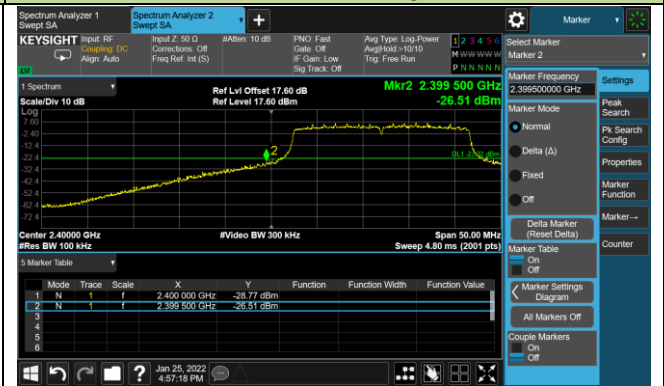 Spectrum Analyzer 1
Swept SA
Spectrum Analyzer 2
Swept SA
+
Marker
KEYSIGHT
Input: RF
Coupling: DC
Align: Auto
Input Z: 50 Ω
Corrections: Off
Freq Ref: Int (S)
#Atten: 10 dB
PNO: Fast
Gate: Off
IF Gain: Low
Sig Track: Off
Avg Type: Log-Power
Avg|Hold:>10/10
Trig: Free Run
1 2 3 4 5 6
M W W W W W
P N N N N N
LXI
Select Marker
Marker 2
1 Spectrum
Scale/Div 10 dB
Log
Ref Lvl Offset 17.60 dB
Ref Level 17.60 dBm
Mkr2 2.399 500 GHz
-26.51 dBm
7.60
-2.40
-12.4
-22.4
-32.4
-42.4
-52.4
-62.4
-72.4
2
Center 2.40000 GHz
#Res BW 100 kHz
#Video BW 300 kHz
Span 50.00 MHz
Sweep 4.80 ms (2001 pts)
5 Marker Table
Mode Trace Scale X Y Function Function Width Function Value
1 N 1 f 2.400 000 GHz -28.77 dBm
2 N 1 f 2.399 500 GHz -26.51 dBm
3
4
5
6
Marker Frequency
2.399500000 GHz
Marker Mode
Normal
Delta (Δ)
Fixed
Off
Delta Marker
(Reset Delta)
Marker Table
On
Off
Marker Settings
Diagram
All Markers Off
Couple Markers
On
Off
Settings
Peak
Search
Pk Search
Config
Properties
Marker
Function
Marker→
Counter
?
Jan 25, 2022
4:57:18 PM